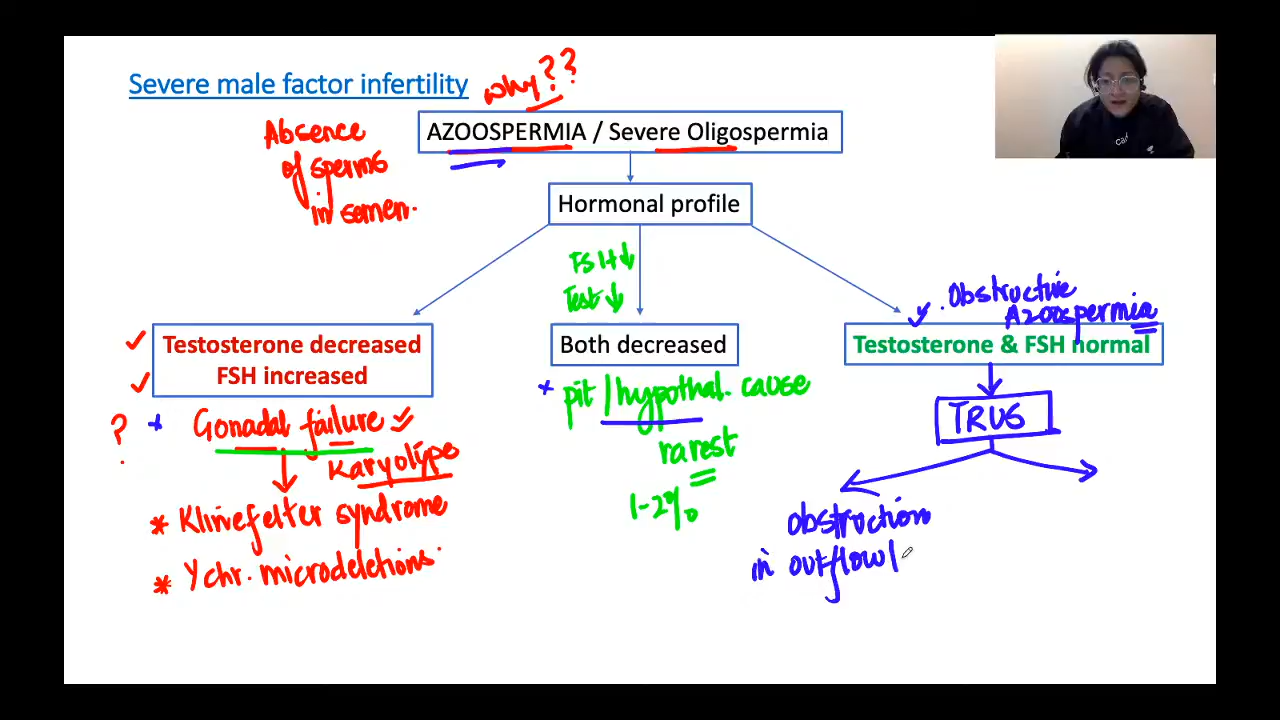 Severe male factor infertility
why??
AZOOSPERMIA / Severe Oligospermia
Absence
of sperms
in semen.
Hormonal profile
FSH↓
Test↓
Obstructive
Azoospermia
Testosterone decreased
FSH increased
Both decreased
Testosterone & FSH normal
? * Gonadal failure
Karyotype
* Klinefelter syndrome
* Y chr. microdeletions.
* pit / hypothal. cause
rarest
1-2%
TRUS
obstruction
in outflow